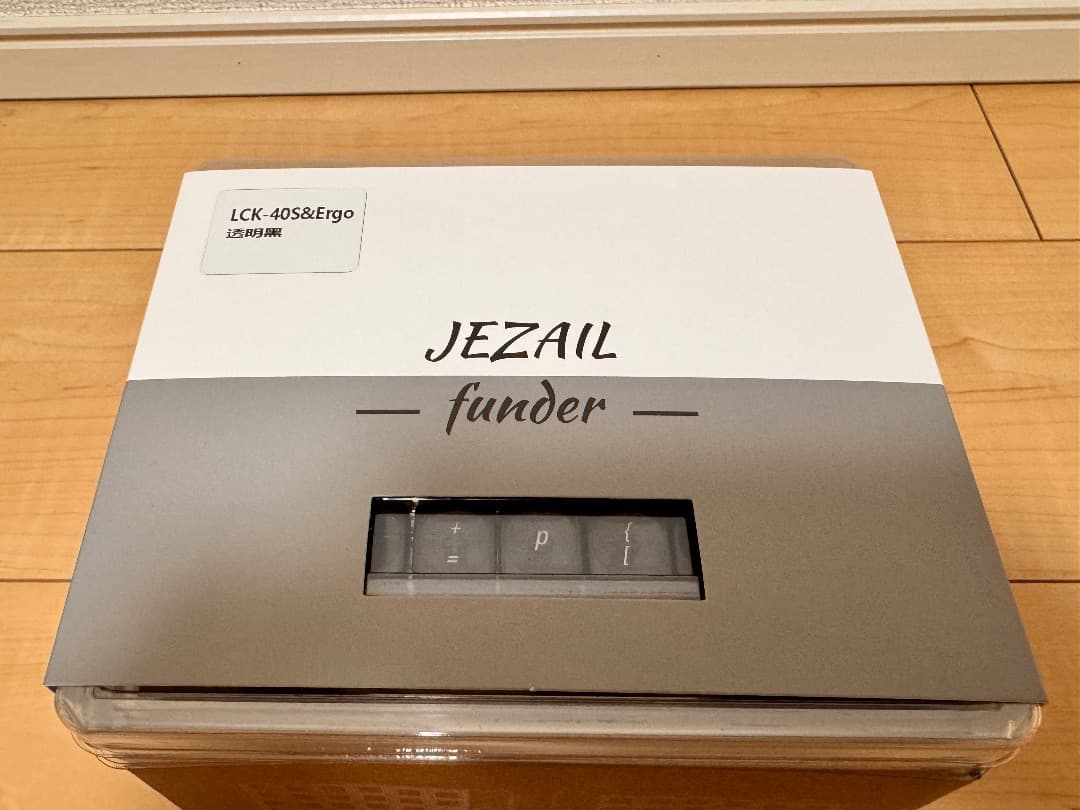 LCK-40S&Ergo
透明黑
JEZAIL
funder
+ p {
= [